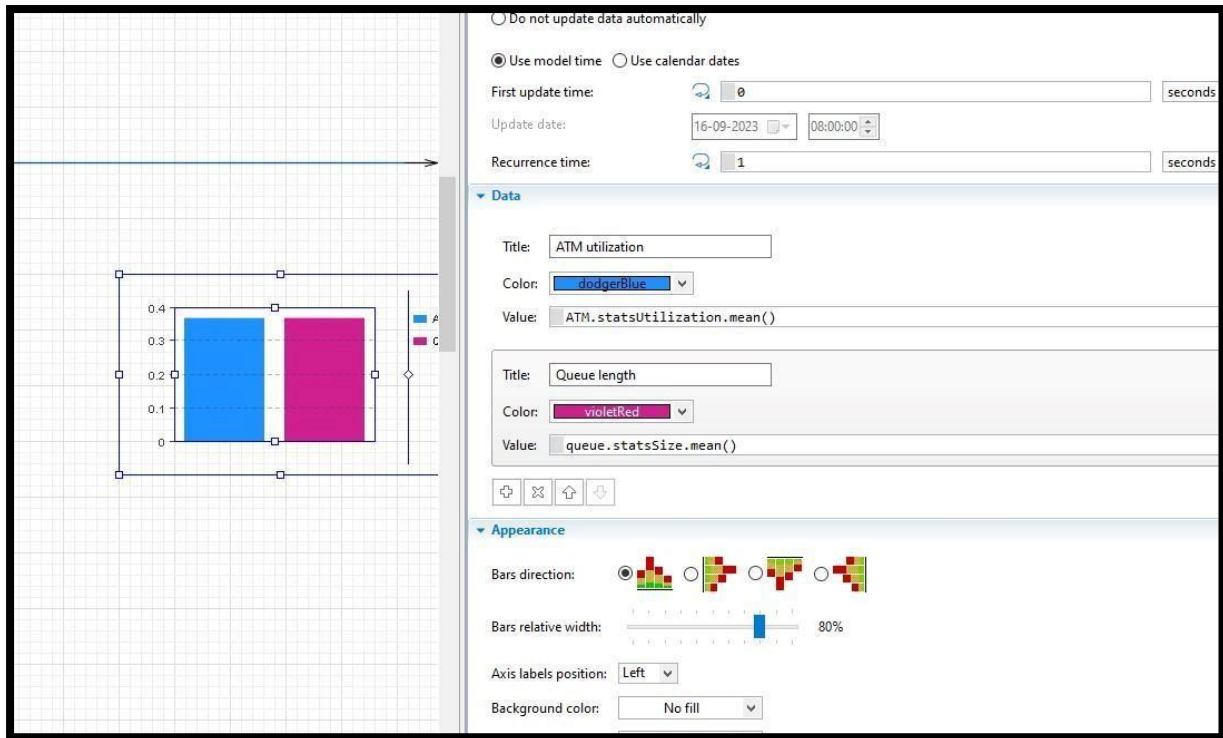 Do not update data automatically
Use model time Use calendar dates
First update time: 0 seconds
Update date: 16-09-2023 08:00:00
Recurrence time: 1 seconds
Data
Title: ATM utilization
Color: dodgerBlue
Value: ATM.statsUtilization.mean()
Title: Queue length
Color: violetRed
Value: queue.statsSize.mean()
Appearance
Bars direction:
Bars relative width: 80%
Axis labels position: Left
Background color: No fill
0.4
0.3
0.2
0.1
0
A